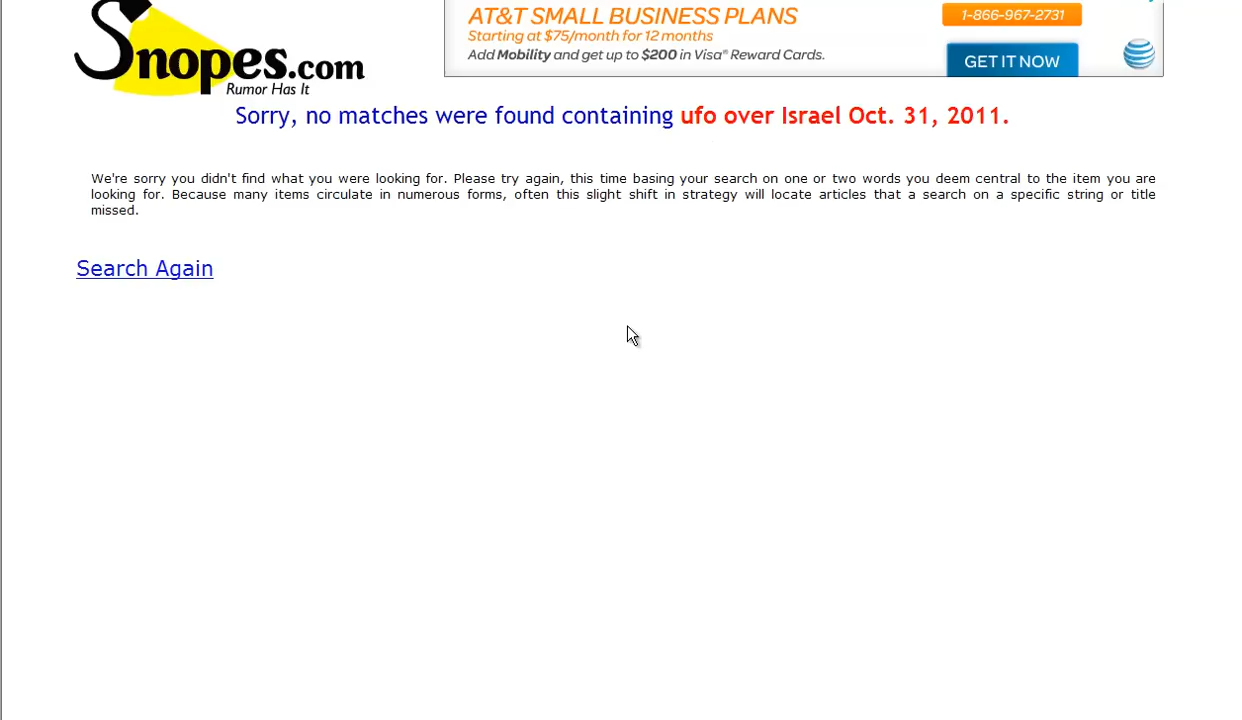 Snopes.com
Rumor Has It
AT&T SMALL BUSINESS PLANS
Starting at $75/month for 12 months
Add Mobility and get up to $200 in Visa® Reward Cards.
1-866-967-2731
GET IT NOW
Sorry, no matches were found containing ufo over Israel Oct. 31, 2011.
We're sorry you didn't find what you were looking for. Please try again, this time basing your search on one or two words you deem central to the item you are
looking for. Because many items circulate in numerous forms, often this slight shift in strategy will locate articles that a search on a specific string or title
missed.
Search Again